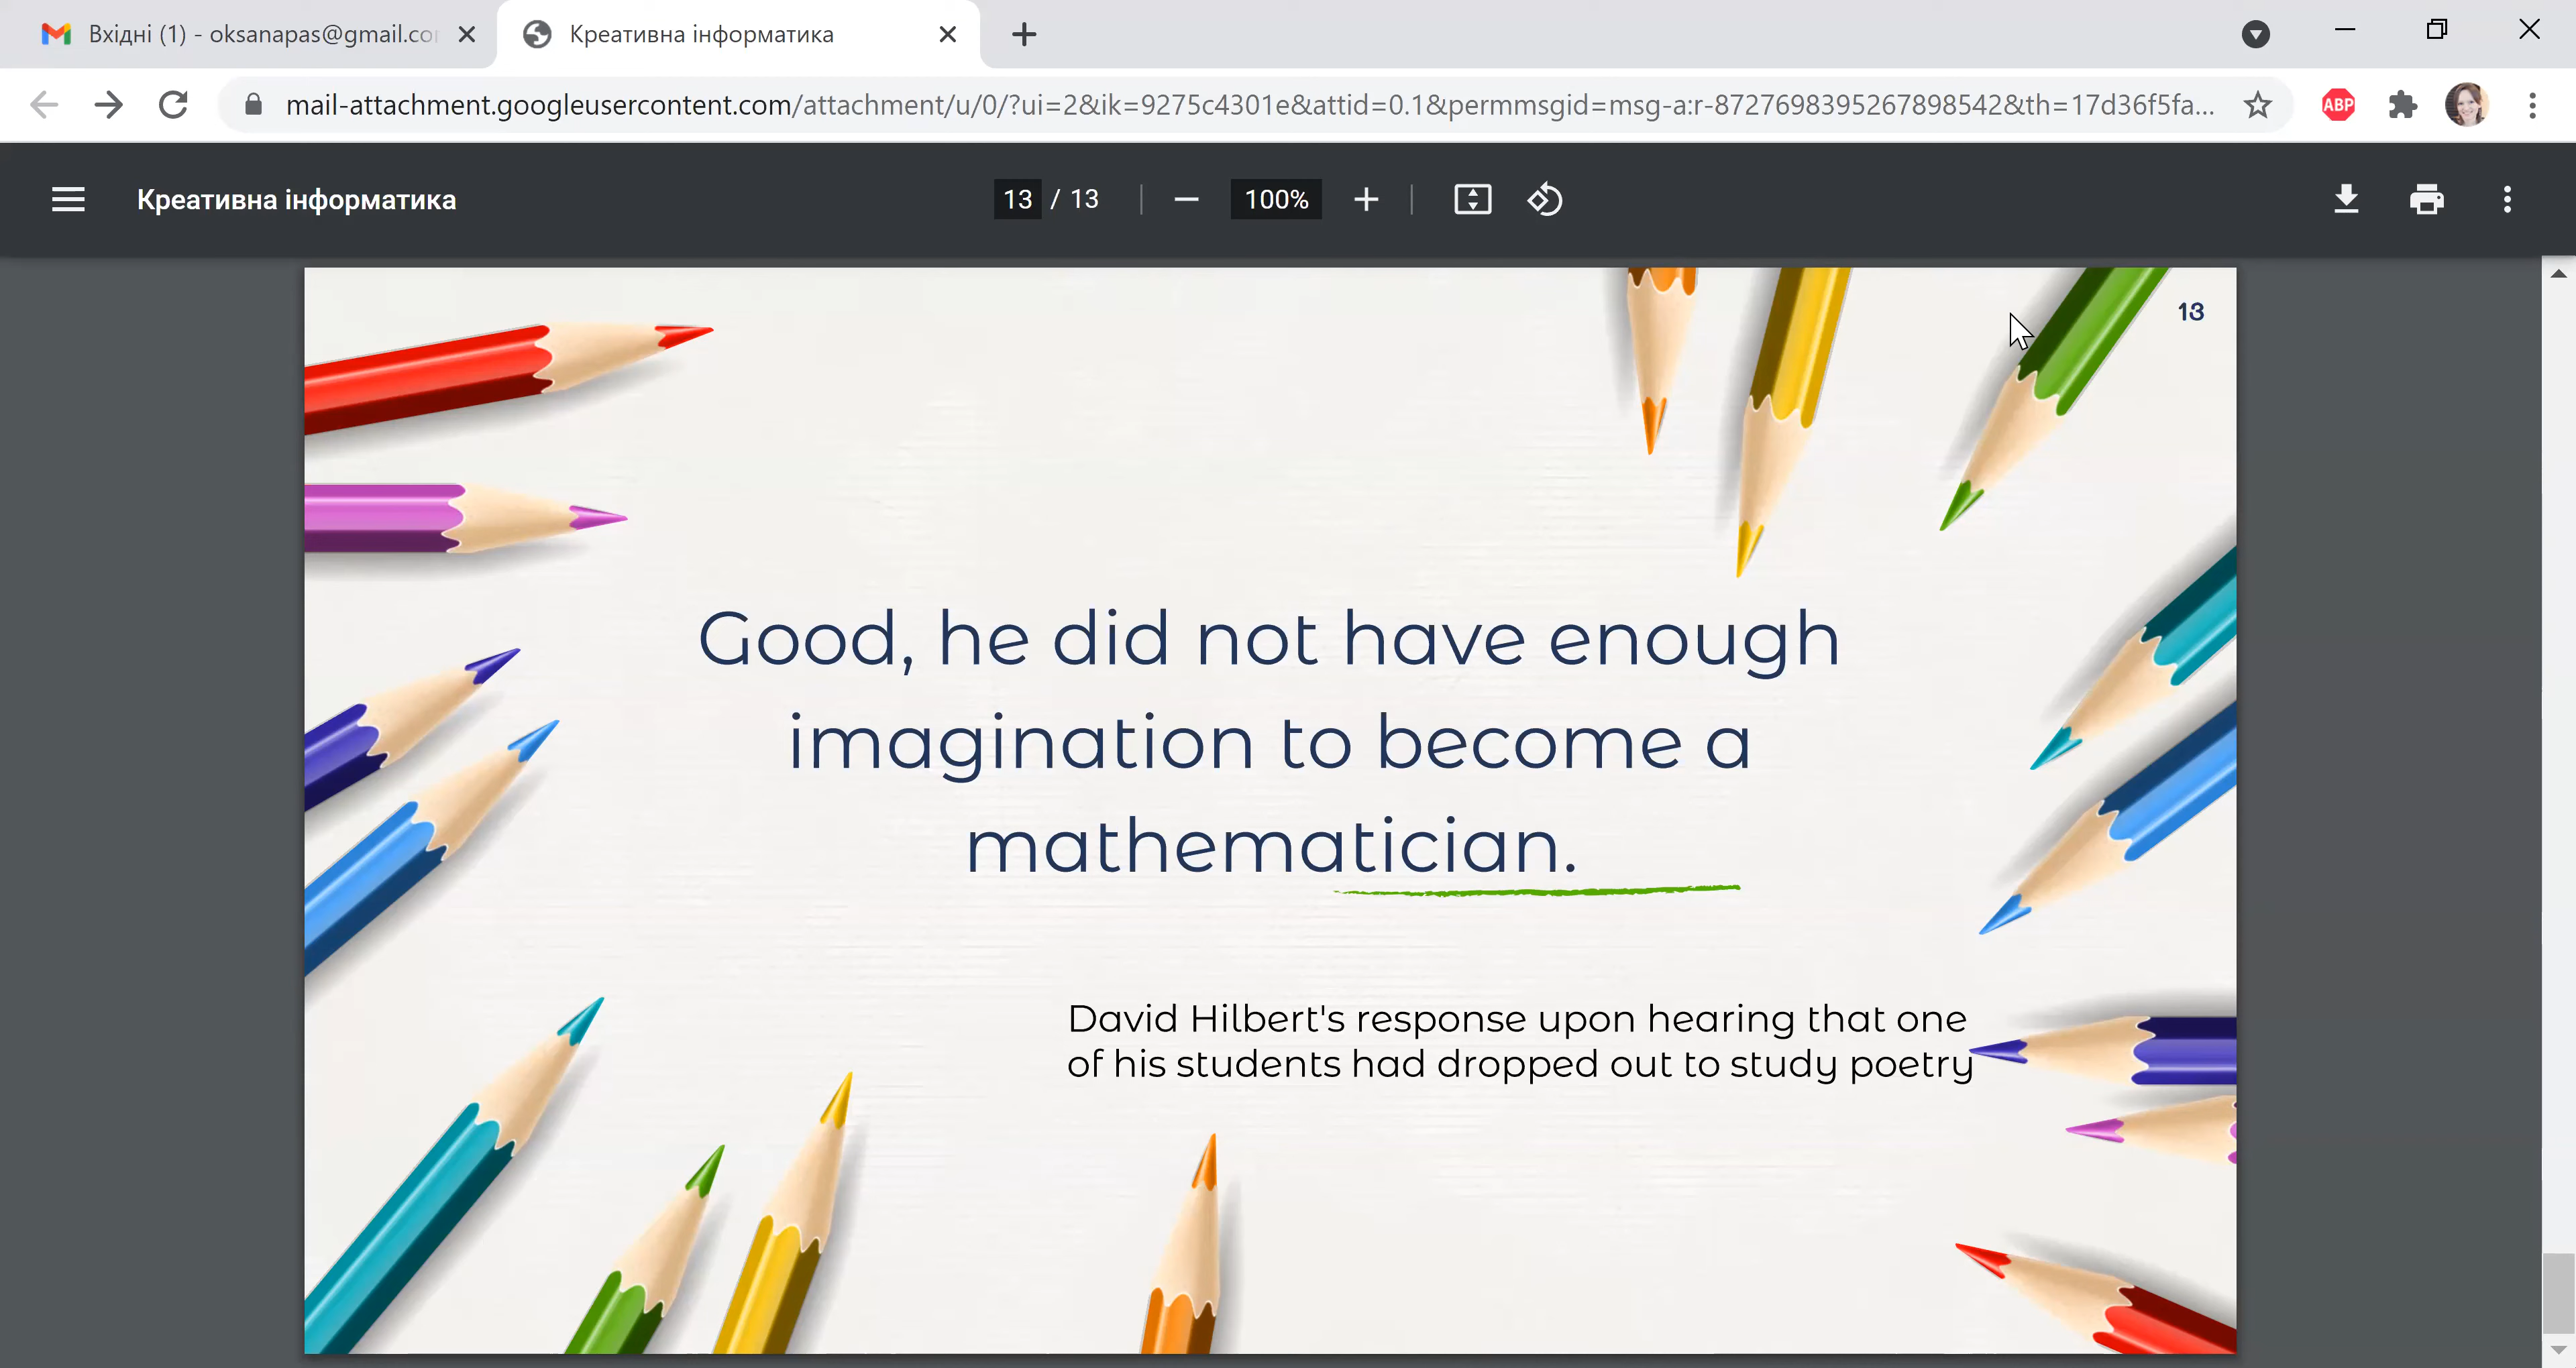 Вхідні (1) - oksanapas@gmail.co
Креативна інформатика
mail-attachment.googleusercontent.com/attachment/u/0/?ui=2&ik=9275c4301e&attid=0.1&permmsgid=msg-a:r-8727698395267898542&th=17d36f5fa...
ABP
Креативна інформатика
13 / 13
100%
13
Good, he did not have enough
imagination to become a
mathematician.
David Hilbert's response upon hearing that one
of his students had dropped out to study poetry